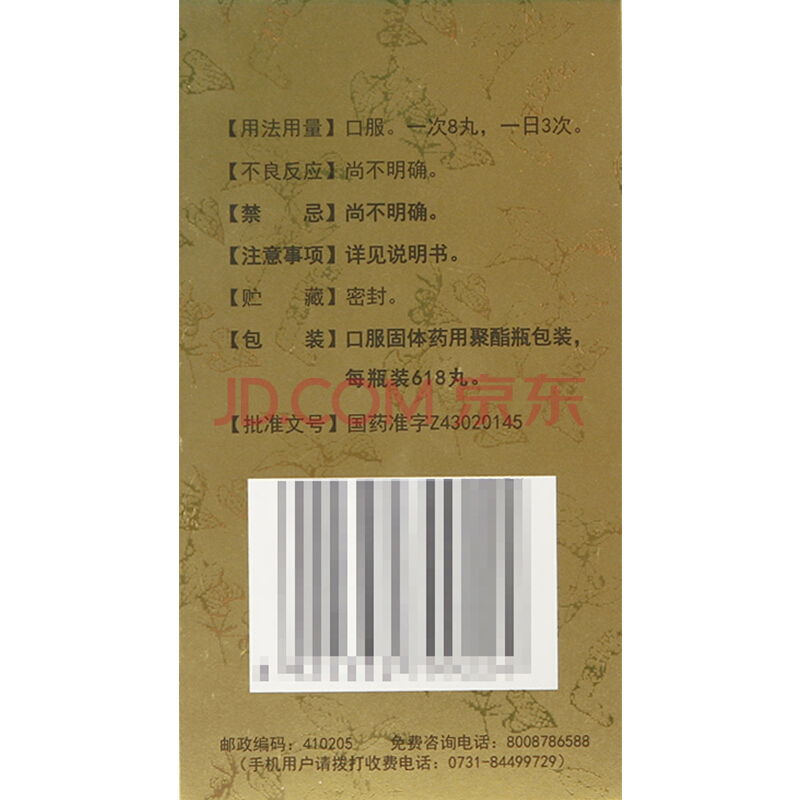 【用法用量】口服。一次8丸，一日3次。
【不良反应】尚不明确。
【禁　　忌】尚不明确。
【注意事项】详见说明书。
【贮　　藏】密封。
【包　　装】口服固体药用聚酯瓶包装，
每瓶装618丸。
JD.COM 京东
【批准文号】国药准字Z43020145
邮政编码：410205　免费咨询电话：8008786588
（手机用户请拨打收费电话：0731-84499729）